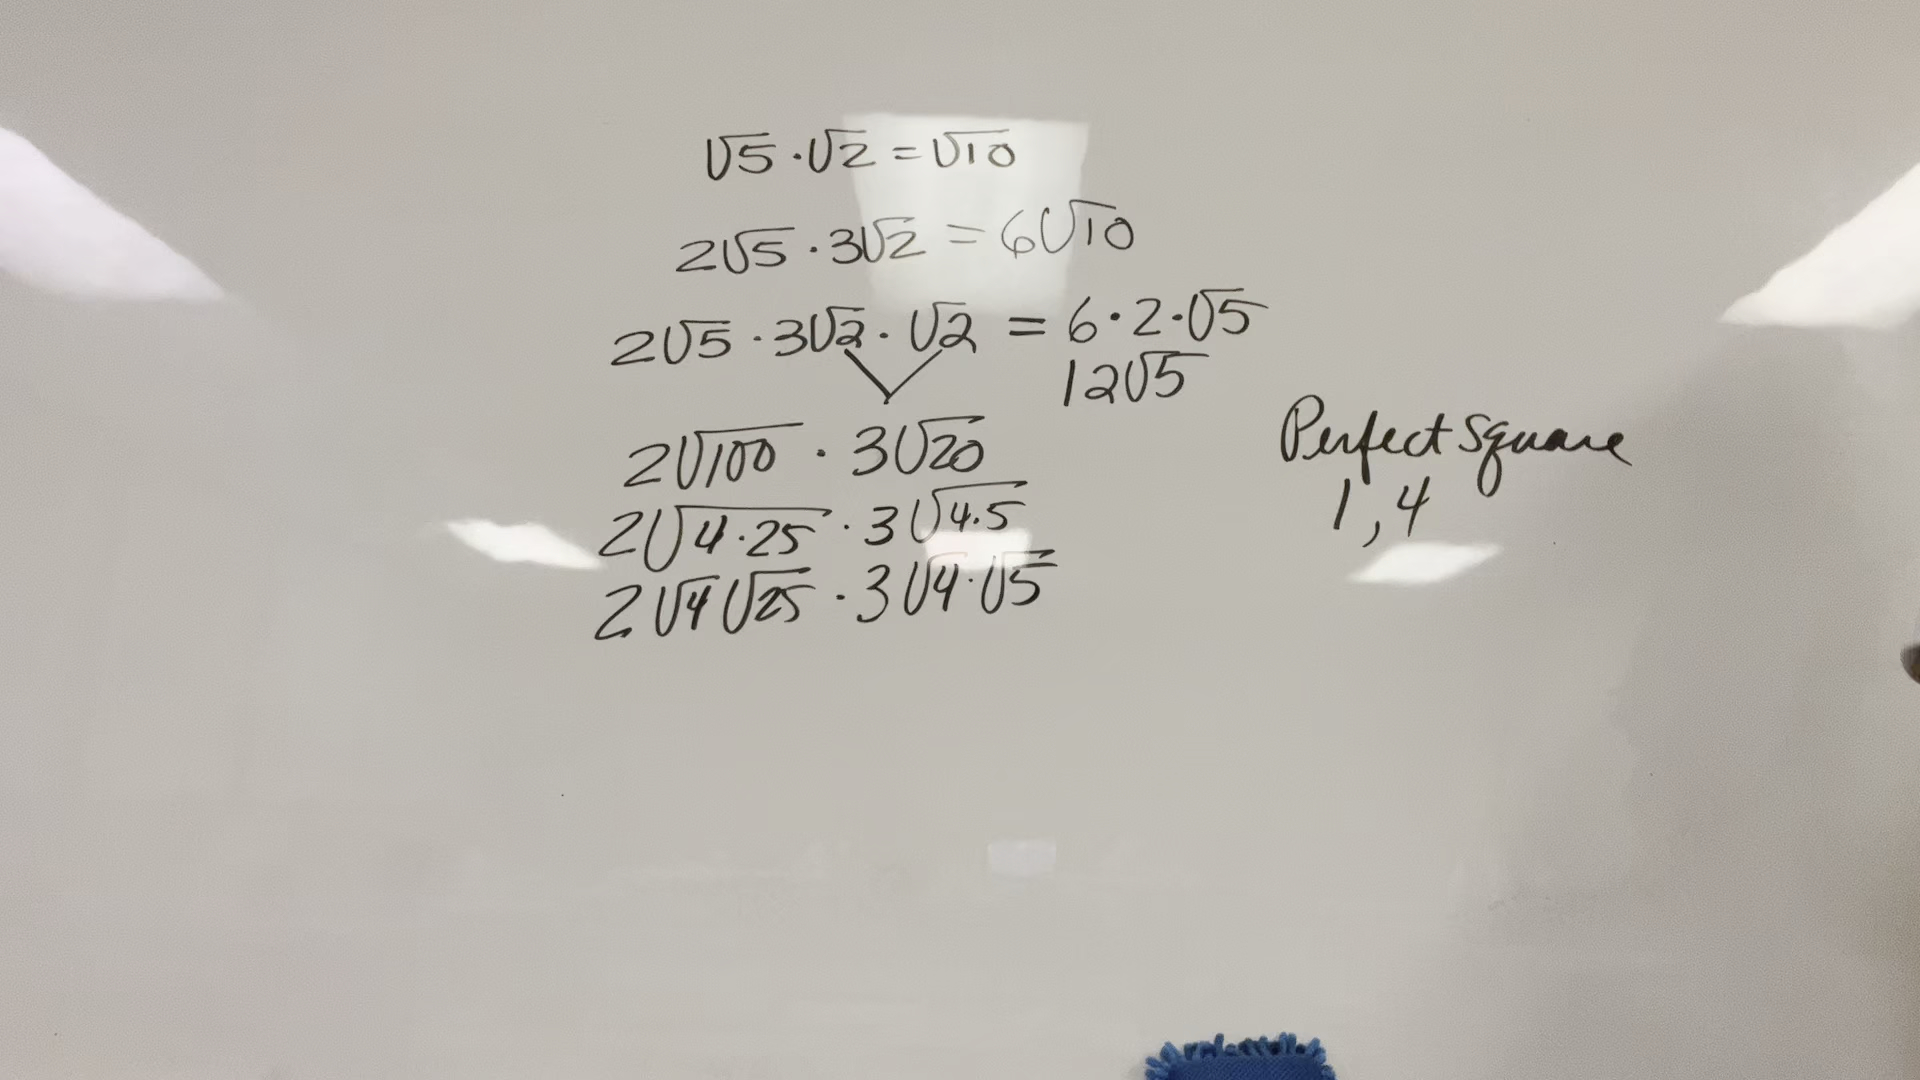 √5 · √2 = √10
2√5 · 3√2 = 6√10
2√5 · 3√2 · √2 = 6 · 2 · √5
12√5
2√100 · 3√20
2√4·25 · 3√4·5
2√4√25 · 3√4·√5
Perfect Square
1, 4